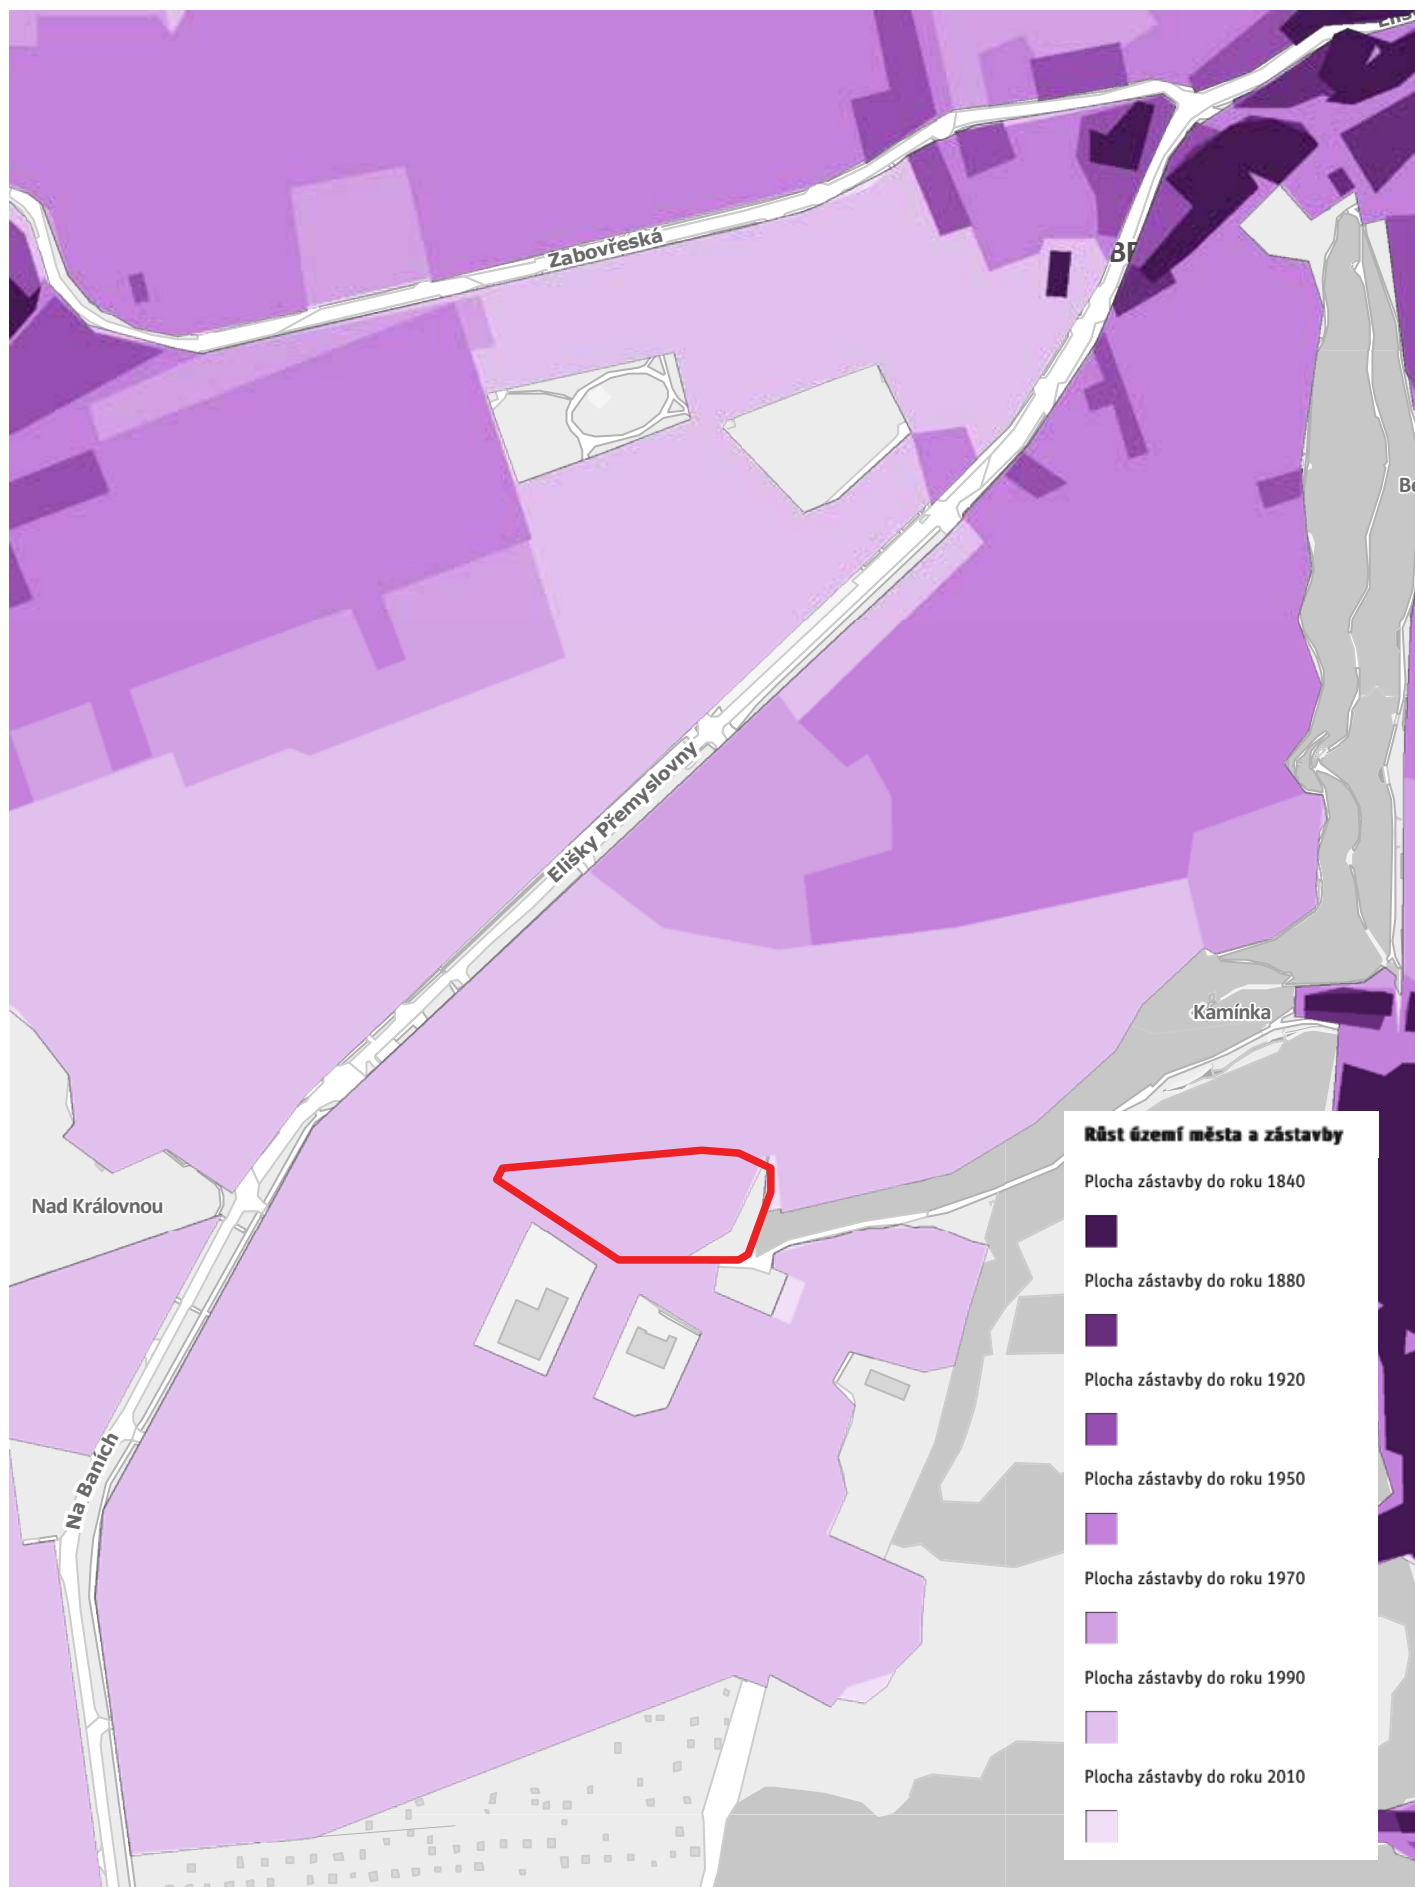 Zabovřeská
Elišky Přemyslovny
Kamínka
Nad Královnou
Na Baních
Růst území města a zástavby
Plocha zástavby do roku 1840
Plocha zástavby do roku 1880
Plocha zástavby do roku 1920
Plocha zástavby do roku 1950
Plocha zástavby do roku 1970
Plocha zástavby do roku 1990
Plocha zástavby do roku 2010